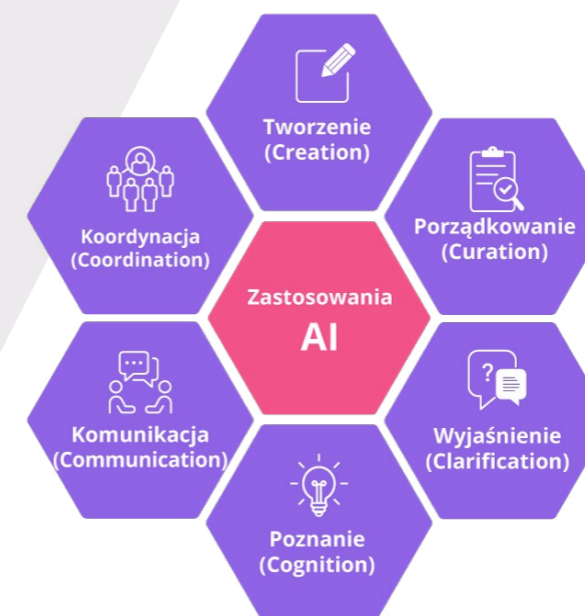 Tworzenie
(Creation)
Koordynacja
(Coordination)
Porządkowanie
(Curation)
Zastosowania
AI
Komunikacja
(Communication)
?
Wyjaśnienie
(Clarification)
Poznanie
(Cognition)